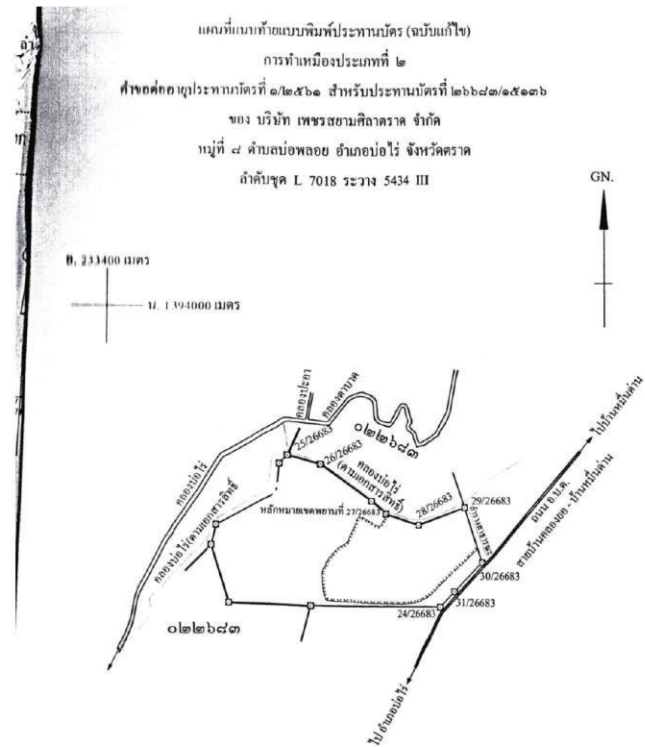 แผนที่แนบท้ายแบบพิมพ์ประทานบัตร (ฉบับแก้ไข)
การทำเหมืองประเภทที่ ๒
คำขอต่ออายุประทานบัตรที่ ๑/๒๕๖๑ สำหรับประทานบัตรที่ ๒๖๖๘๓/๑๕๑๓๖
ของ บริษัท เพชรสยามศิลาตราด จำกัด
หมู่ที่ ๘ ตำบลบ่อพลอย อำเภอบ่อไร่ จังหวัดตราด
ลำดับชุด L 7018 ระวาง 5434 III
GN.
อ. 233400 เมตร
น. 1394000 เมตร
คลองปะอา
คลองตาบาด
๐๒๒๖๘๓
25/26683
26/26683
คลองบ่อไร่
(ตามเอกสารสิทธิ์)
คลองบ่อไร่
คลองบ่อไร่(ตามเอกสารสิทธิ์)
หลักหมายเขตพยานที่ 27/26683
28/26683
29/26683
ไปบ้านหมื่นด่าน
ถนน อ.บ.ต.
สายบ้านคลองแอ - บ้านหมื่นด่าน
30/26683
31/26683
24/26683
๐๒๒๖๘๓
ไป อำเภอบ่อไร่